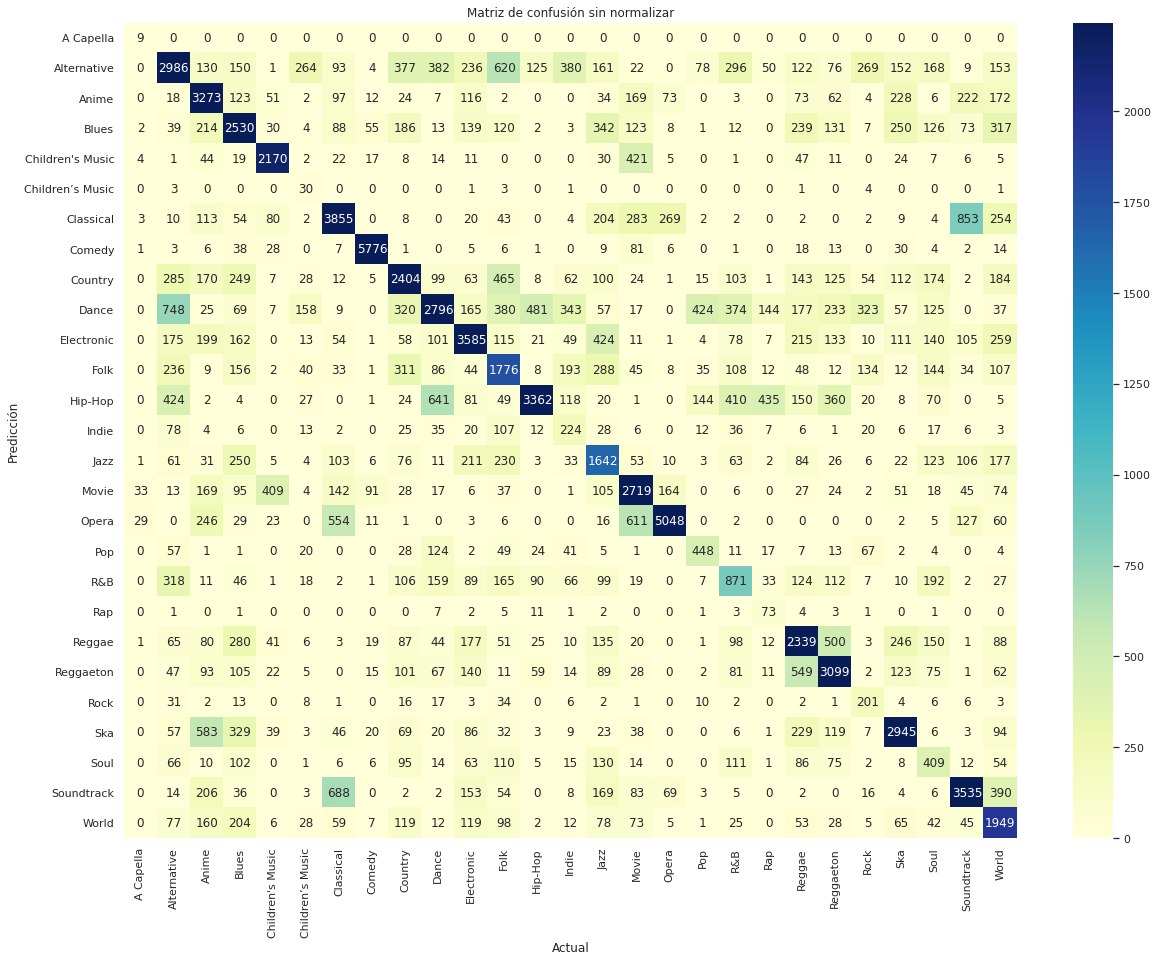 Matriz de confusión sin normalizar
A Capella 9 0 0 0 0 0 0 0 0 0 0 0 0 0 0 0 0 0 0 0 0 0 0 0 0 0 0
Alternative 0 2986 130 150 1 264 93 4 377 382 236 620 125 380 161 22 0 78 296 50 122 76 269 152 168 9 153
Anime 0 18 3273 123 51 2 97 12 24 7 116 2 0 0 34 169 73 0 3 0 73 62 4 228 6 222 172
Blues 2 39 214 2530 30 4 88 55 186 13 139 120 2 3 342 123 8 1 12 0 239 131 7 250 126 73 317
Children's Music 4 1 44 19 2170 2 22 17 8 14 11 0 0 0 30 421 5 0 1 0 47 11 0 24 7 6 5
Children’s Music 0 3 0 0 0 30 0 0 0 0 1 3 0 1 0 0 0 0 0 0 1 0 4 0 0 0 1
Classical 3 10 113 54 80 2 3855 0 8 0 20 43 0 4 204 283 269 2 2 0 2 0 2 9 4 853 254
Comedy 1 3 6 38 28 0 7 5776 1 0 5 6 1 0 9 81 6 0 1 0 18 13 0 30 4 2 14
Country 0 285 170 249 7 28 12 5 2404 99 63 465 8 62 100 24 1 15 103 1 143 125 54 112 174 2 184
Dance 0 748 25 69 7 158 9 0 320 2796 165 380 481 343 57 17 0 424 374 144 177 233 323 57 125 0 37
Electronic 0 175 199 162 0 13 54 1 58 101 3585 115 21 49 424 11 1 4 78 7 215 133 10 111 140 105 259
Folk 0 236 9 156 2 40 33 1 311 86 44 1776 4 193 288 45 8 35 108 12 48 12 134 12 144 34 107
Hip-Hop 0 424 2 4 0 27 0 1 24 641 81 49 3362 118 20 1 0 144 410 435 150 360 20 8 70 0 5
Indie 0 78 4 6 0 13 2 0 25 35 20 107 12 224 28 6 0 12 36 7 6 1 20 6 17 6 3
Jazz 1 61 31 250 5 4 103 6 76 11 211 230 3 33 1642 53 10 3 63 2 84 26 6 22 123 106 177
Movie 33 13 169 95 409 4 142 91 28 17 6 37 0 1 105 2719 164 0 6 0 27 24 2 51 18 45 74
Opera 29 0 246 29 23 0 554 11 1 0 3 6 0 0 16 611 5048 0 2 0 0 0 0 2 5 127 60
Pop 0 57 1 1 0 20 0 0 28 124 2 49 24 41 5 1 0 448 11 17 7 13 67 2 4 0 4
R&B 0 318 11 46 1 18 2 1 106 159 89 165 90 66 99 19 0 7 871 33 124 112 7 10 192 2 27
Rap 0 1 0 1 0 0 0 0 0 7 2 5 11 1 2 0 0 1 3 73 4 3 1 0 1 0 0
Reggae 1 65 80 280 41 6 3 19 87 44 177 51 25 10 135 20 0 1 98 12 2339 500 3 246 150 1 88
Reggaeton 0 47 93 105 22 5 0 15 101 67 140 11 59 14 89 28 0 2 81 11 549 3099 2 123 75 1 62
Rock 0 31 2 13 0 8 1 0 16 17 3 34 0 6 2 1 0 10 2 0 2 1 201 4 6 6 3
Ska 0 57 583 329 39 3 46 20 69 20 86 32 3 9 23 38 0 0 6 1 229 119 7 2945 6 3 94
Soul 0 66 10 102 0 1 6 6 95 14 63 110 5 15 130 14 0 0 111 1 86 75 2 8 409 12 54
Soundtrack 0 14 206 36 0 3 688 0 2 2 153 54 0 8 169 83 69 3 5 0 2 0 16 4 6 3535 390
World 0 77 160 204 6 28 59 7 119 12 119 98 2 12 78 73 5 1 25 0 53 28 5 65 42 45 1949
A Capella Alternative Anime Blues Children's Music Children’s Music Classical Comedy Country Dance Electronic Folk Hip-Hop Indie Jazz Movie Opera Pop R&B Rap Reggae Reggaeton Rock Ska Soul Soundtrack World
Actual
Predicción
2000
1750
1500
1250
1000
750
500
250
0